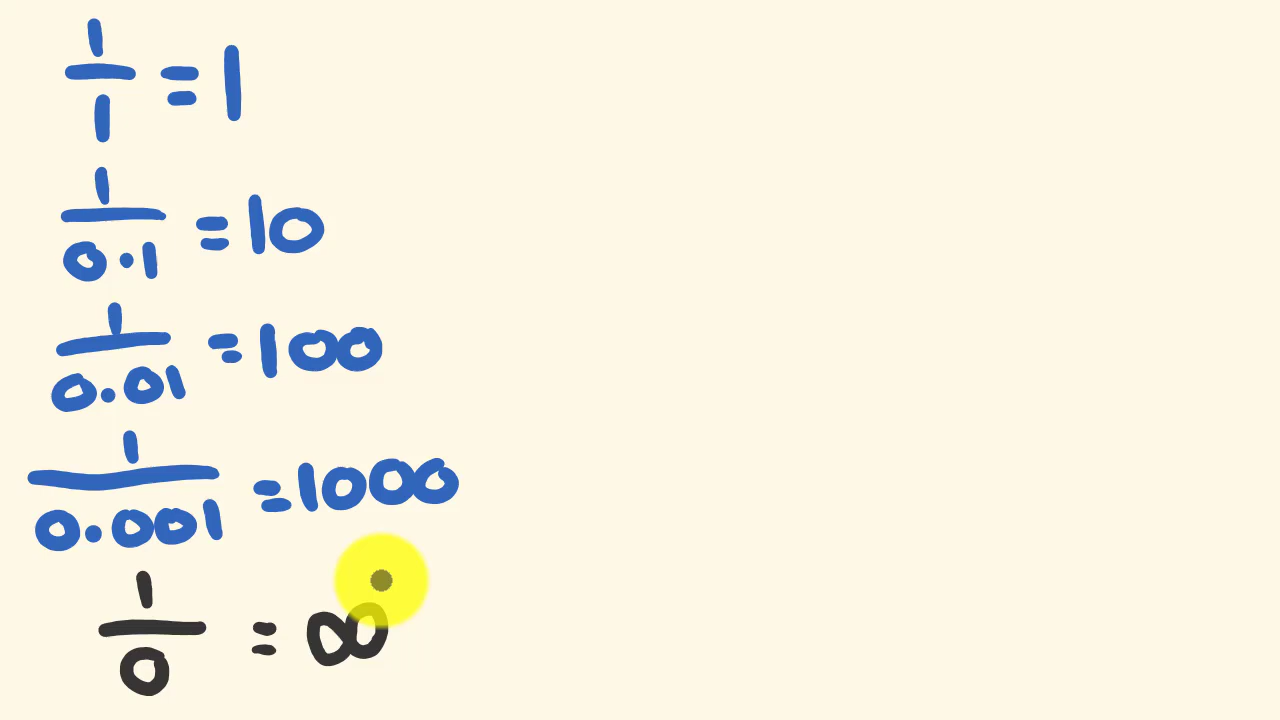 1/1 = 1
1/0.1 = 10
1/0.01 = 100
1/0.001 = 1000
1/0 = ∞